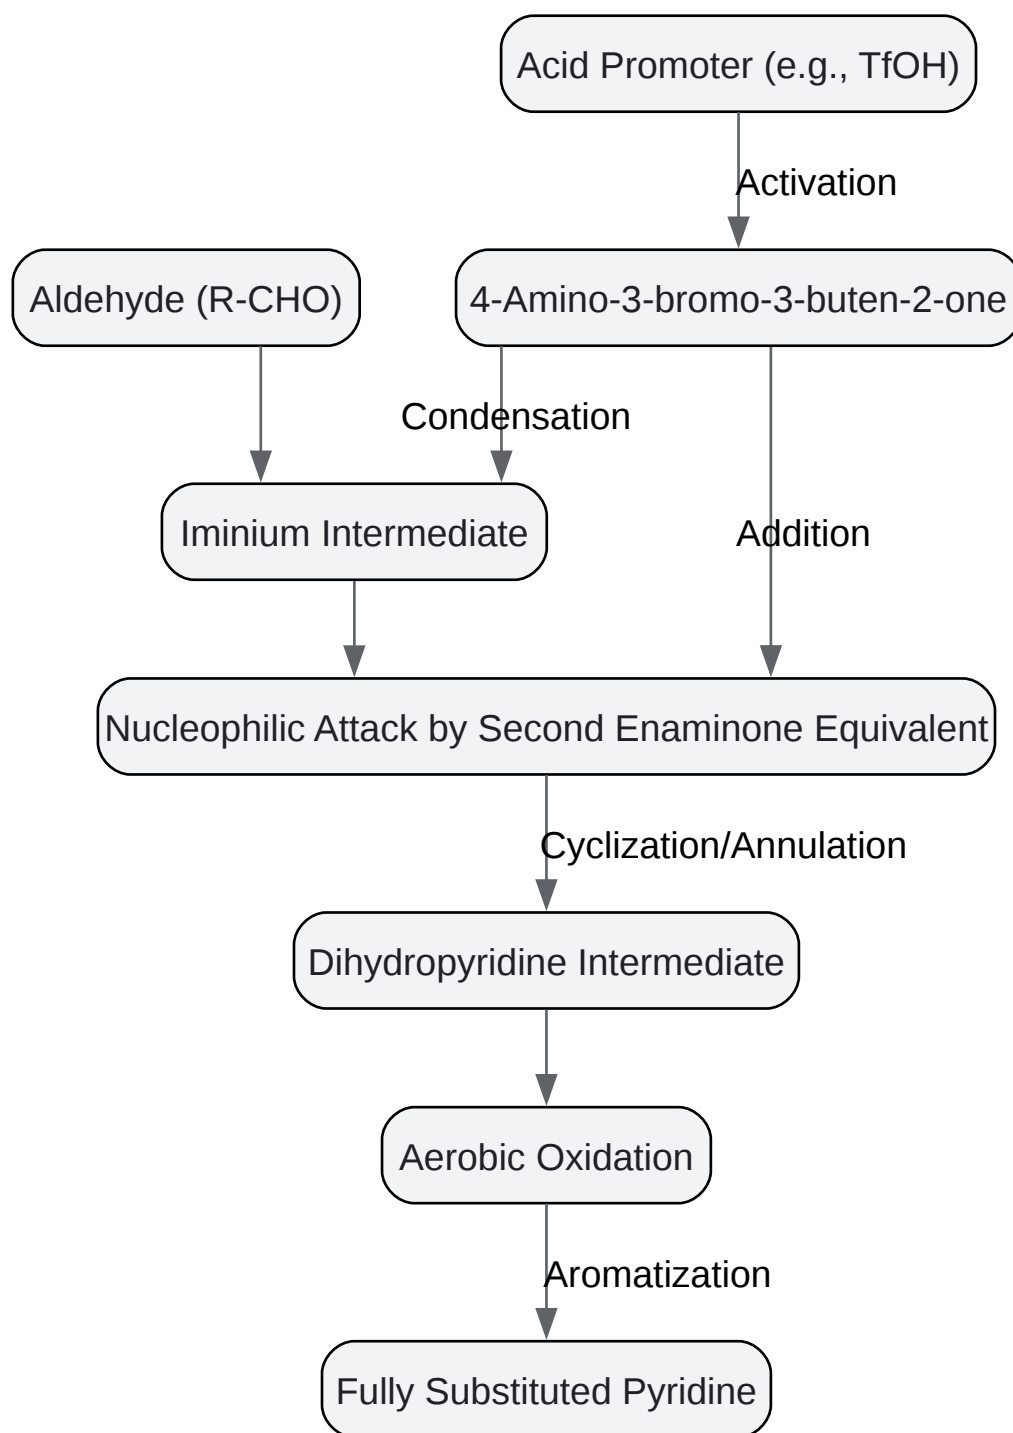 Acid Promoter (e.g., TfOH)
Activation
Aldehyde (R-CHO)
4-Amino-3-bromo-3-buten-2-one
Condensation
Iminium Intermediate
Addition
Nucleophilic Attack by Second Enaminone Equivalent
Cyclization/Annulation
Dihydropyridine Intermediate
Aerobic Oxidation
Aromatization
Fully Substituted Pyridine